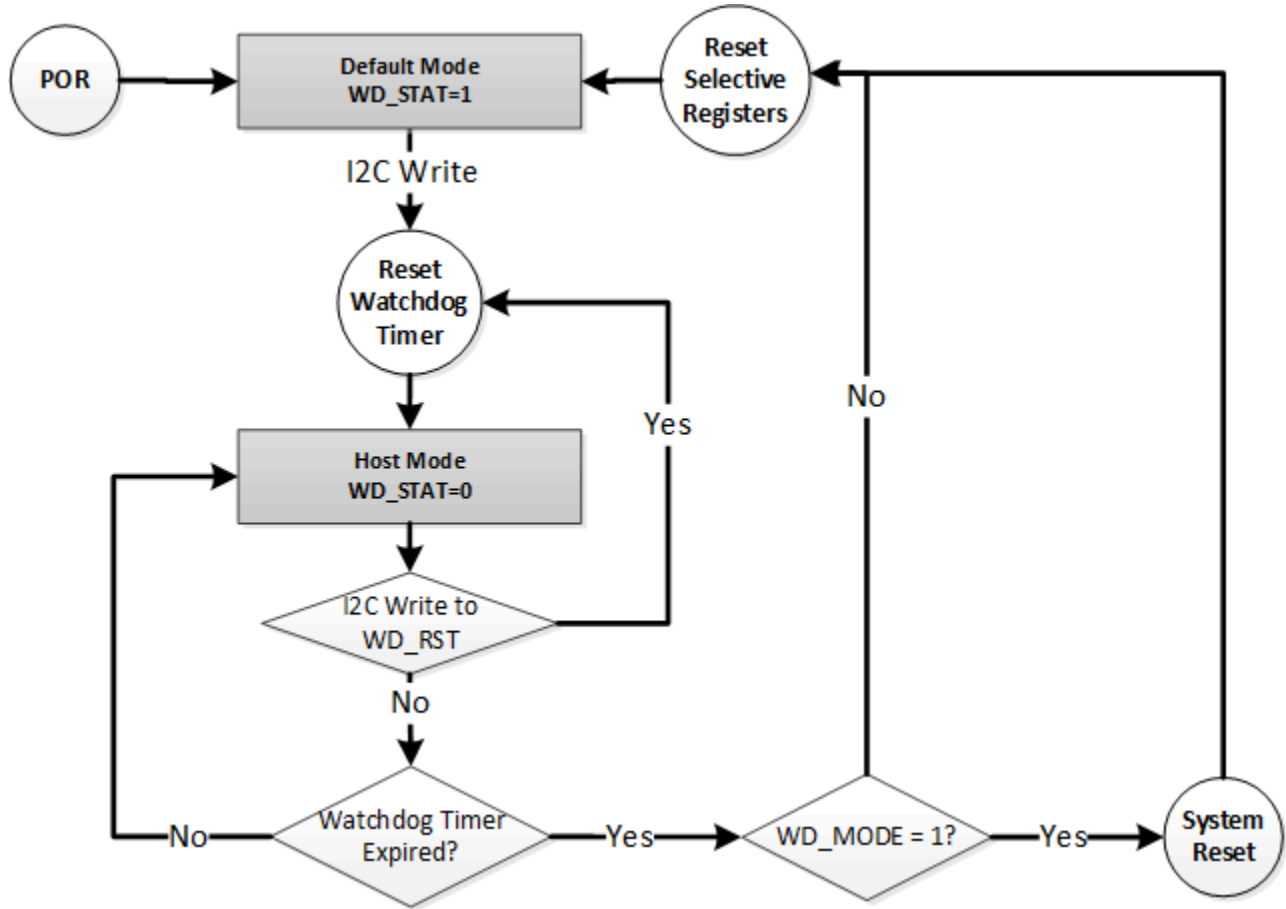 POR
Default Mode
WD_STAT=1
Reset
Selective
Registers
I2C Write
Reset
Watchdog
Timer
No
Yes
Host Mode
WD_STAT=0
I2C Write to
WD_RST
No
Watchdog Timer
Expired?
No
Yes
WD_MODE = 1?
Yes
System
Reset